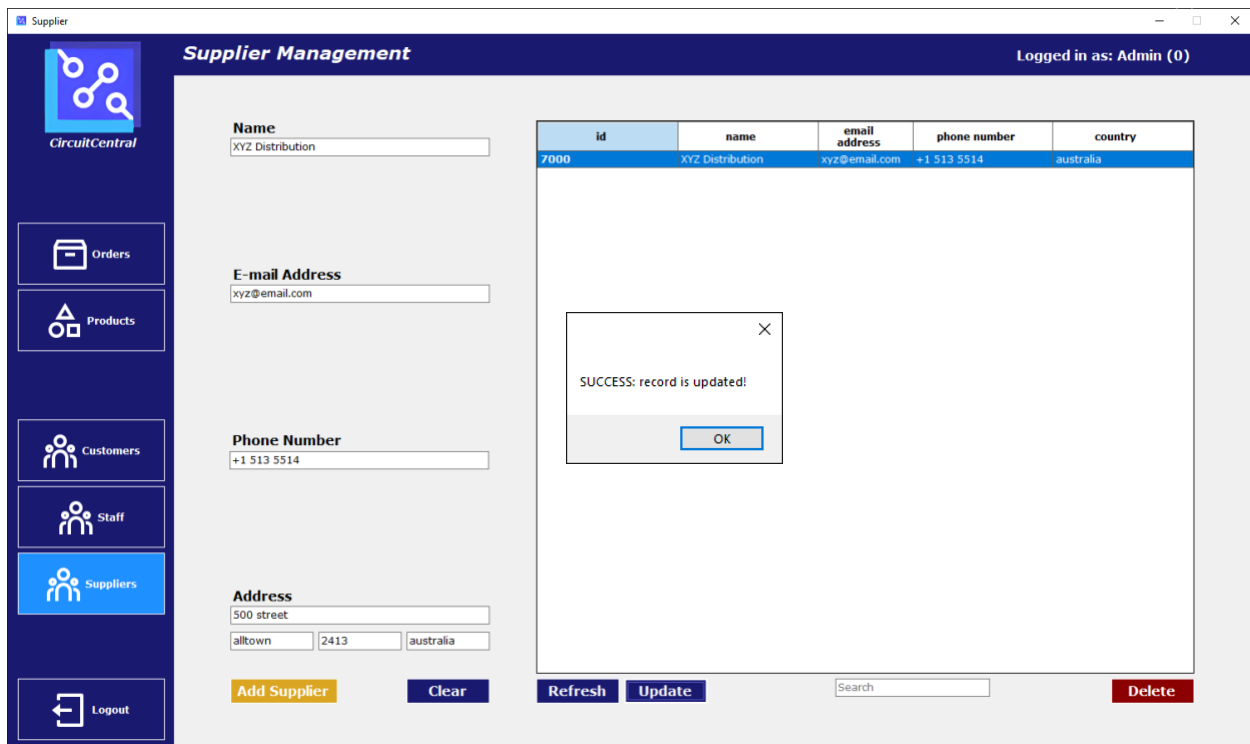 Supplier
Supplier Management
Logged in as: Admin (0)
CircuitCentral
Orders
Products
Customers
Staff
Suppliers
Logout
Name
XYZ Distribution
E-mail Address
xyz@email.com
Phone Number
+1 513 5514
Address
500 street
alltown 2413 australia
Add Supplier Clear
id name email address phone number country
7000 XYZ Distribution xyz@email.com +1 513 5514 australia
SUCCESS: record is updated!
OK
Refresh Update Search Delete